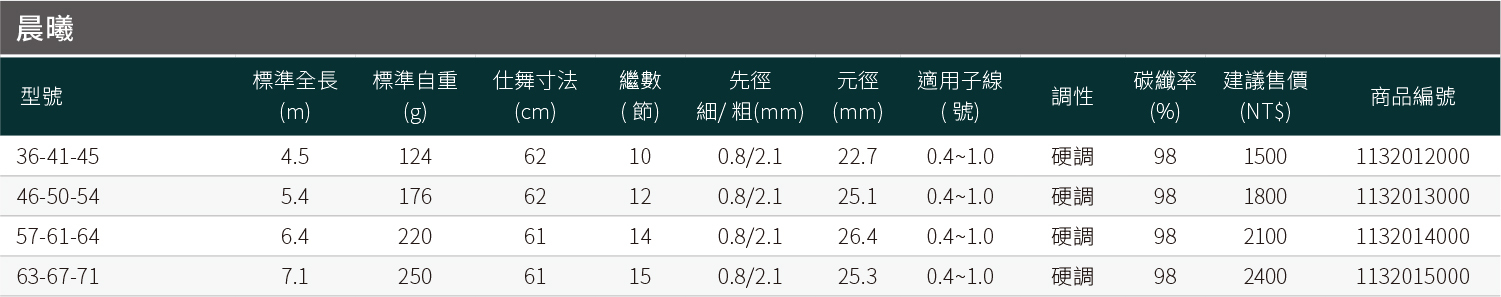 晨曦
型號 標準全長(m) 標準自重(g) 仕舞寸法(cm) 繼數( 節) 先徑細/ 粗(mm) 元徑(mm) 適用子線( 號) 調性 碳纖率(%) 建議售價(NT$) 商品編號
36-41-45 4.5 124 62 10 0.8/2.1 22.7 0.4~1.0 硬調 98 1500 1132012000
46-50-54 5.4 176 62 12 0.8/2.1 25.1 0.4~1.0 硬調 98 1800 1132013000
57-61-64 6.4 220 61 14 0.8/2.1 26.4 0.4~1.0 硬調 98 2100 1132014000
63-67-71 7.1 250 61 15 0.8/2.1 25.3 0.4~1.0 硬調 98 2400 1132015000